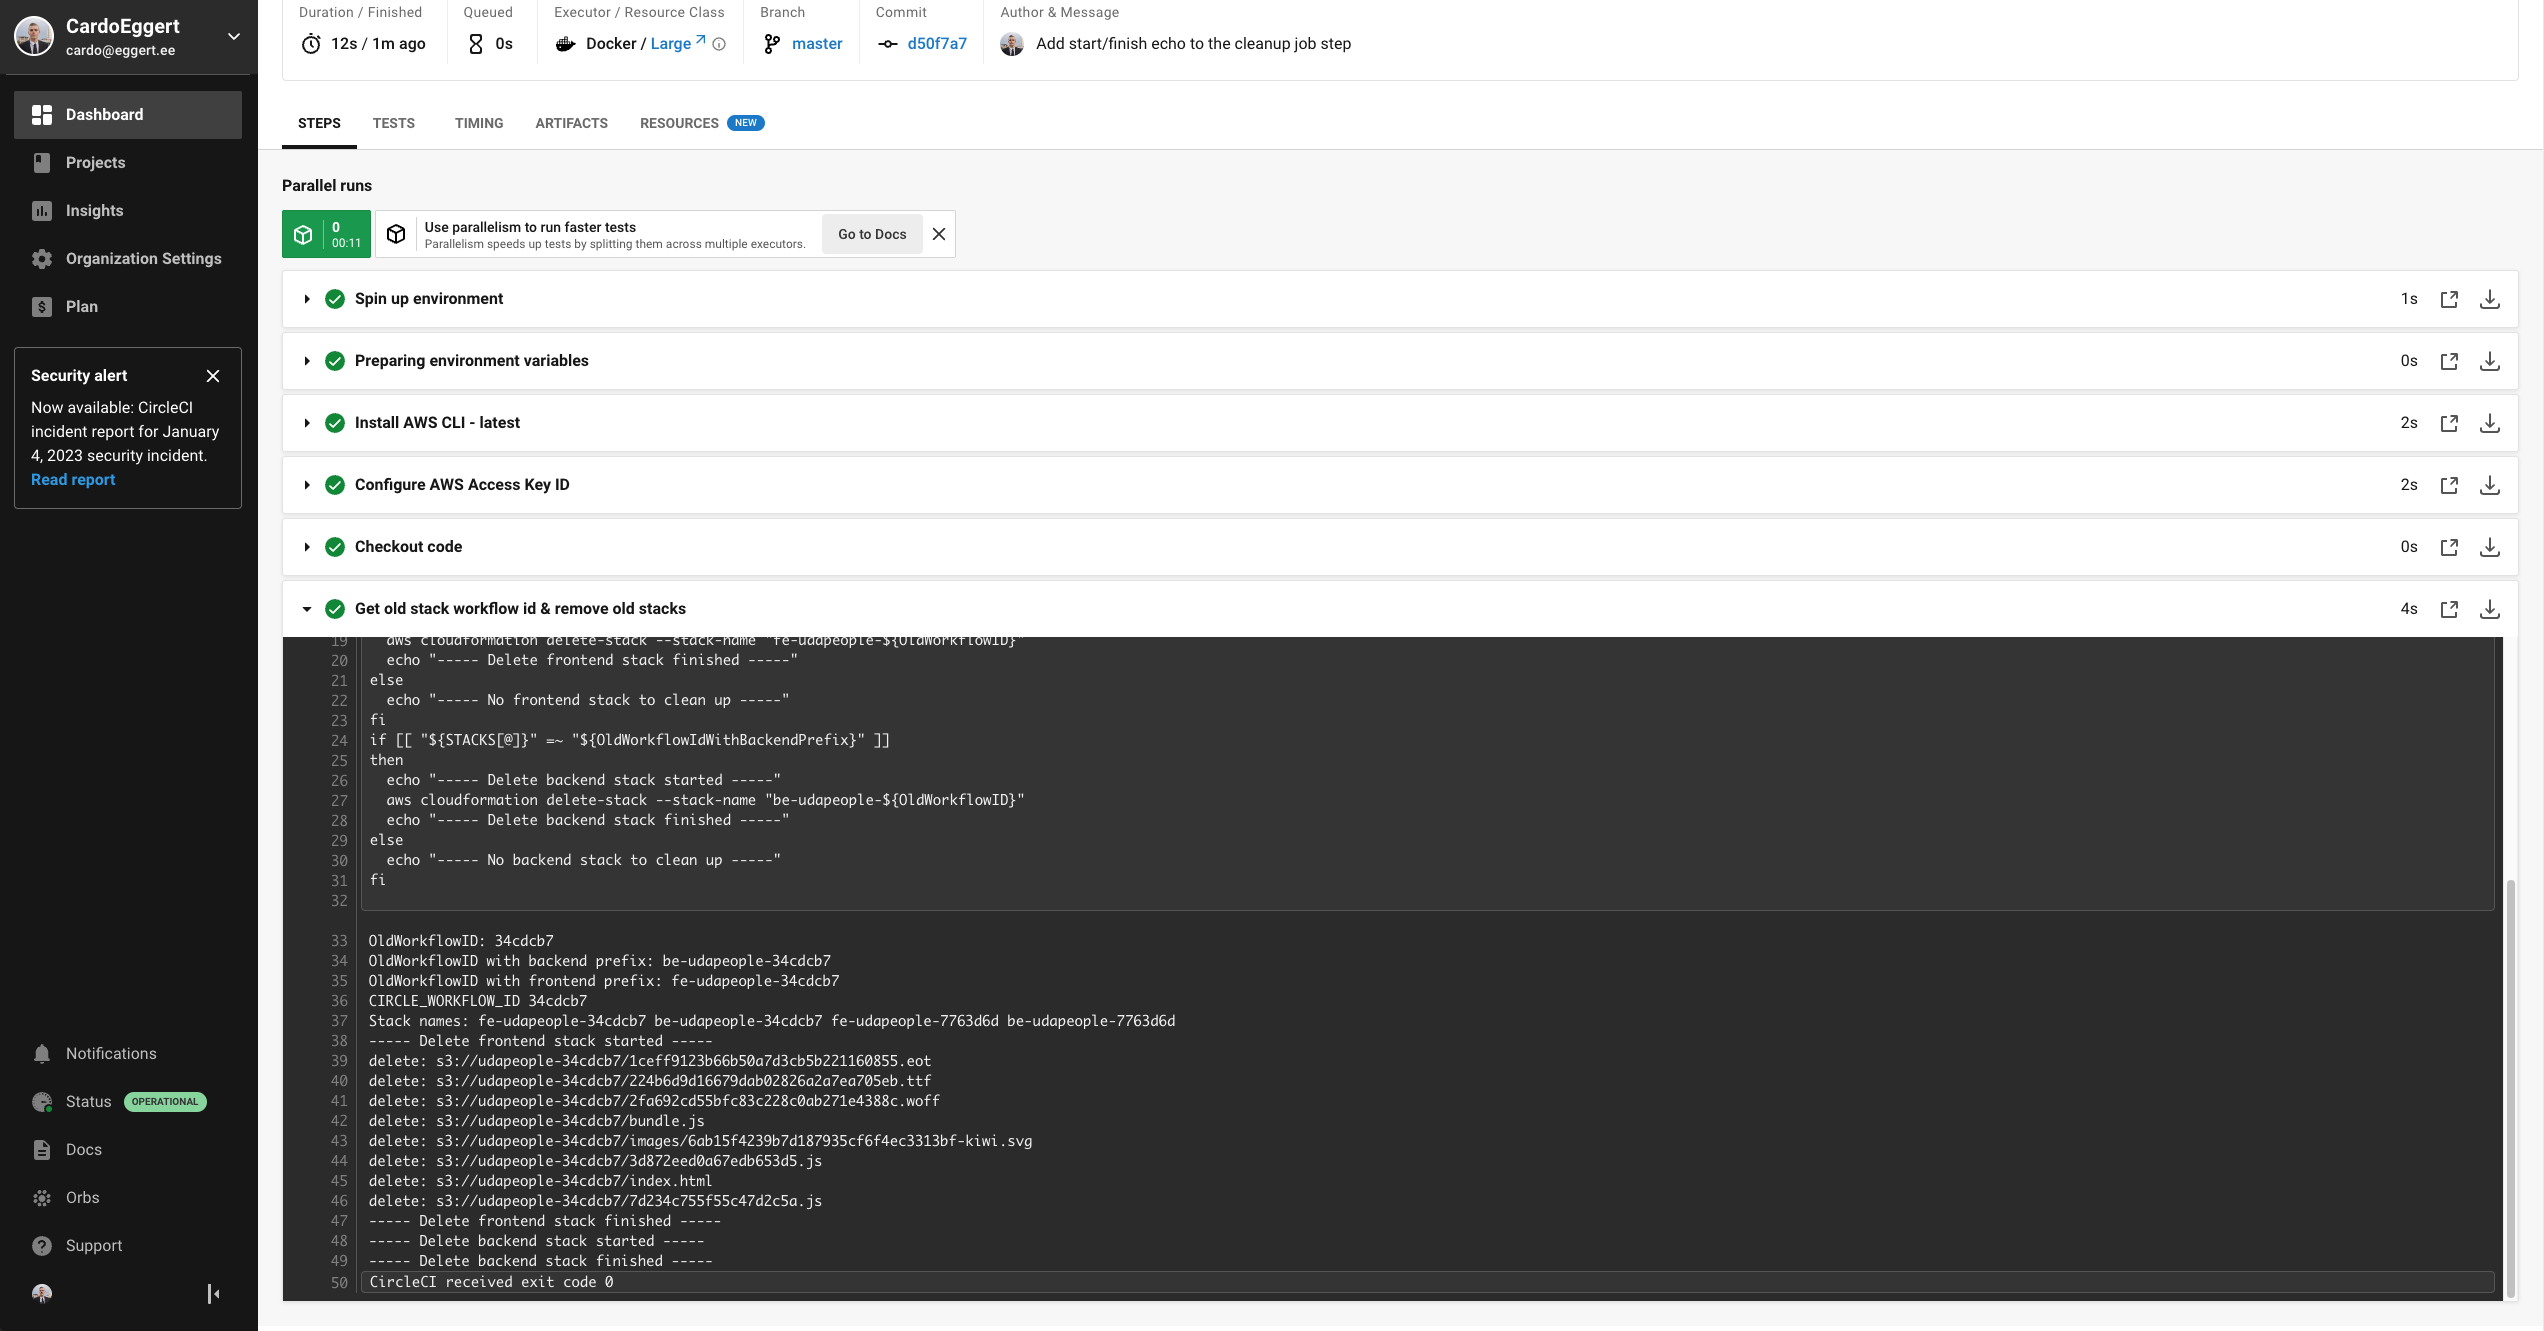 CardoEggert
cardo@eggert.ee
Dashboard
Projects
Insights
Organization Settings
Plan
Security alert
Now available: CircleCI
incident report for January
4, 2023 security incident.
Read report
Notifications
Status OPERATIONAL
Docs
Orbs
Support
Duration / Finished
12s / 1m ago
Queued
0s
Executor / Resource Class
Docker / Large
Branch
master
Commit
d50f7a7
Author & Message
Add start/finish echo to the cleanup job step
STEPS TESTS TIMING ARTIFACTS RESOURCES NEW
Parallel runs
0
00:11
Use parallelism to run faster tests
Parallelism speeds up tests by splitting them across multiple executors.
Go to Docs
Spin up environment 1s
Preparing environment variables 0s
Install AWS CLI - latest 2s
Configure AWS Access Key ID 2s
Checkout code 0s
Get old stack workflow id & remove old stacks 4s
19 aws cloudformation delete-stack --stack-name "fe-udapeople-${OldWorkflowID}"
20 echo "----- Delete frontend stack finished -----"
21 else
22 echo "----- No frontend stack to clean up -----"
23 fi
24 if [[ "${STACKS[@]}" =~ "${OldWorkflowIdWithBackendPrefix}" ]]
25 then
26 echo "----- Delete backend stack started -----"
27 aws cloudformation delete-stack --stack-name "be-udapeople-${OldWorkflowID}"
28 echo "----- Delete backend stack finished -----"
29 else
30 echo "----- No backend stack to clean up -----"
31 fi
32
33 OldWorkflowID: 34cdcb7
34 OldWorkflowID with backend prefix: be-udapeople-34cdcb7
35 OldWorkflowID with frontend prefix: fe-udapeople-34cdcb7
36 CIRCLE_WORKFLOW_ID 34cdcb7
37 Stack names: fe-udapeople-34cdcb7 be-udapeople-34cdcb7 fe-udapeople-7763d6d be-udapeople-7763d6d
38 ----- Delete frontend stack started -----
39 delete: s3://udapeople-34cdcb7/1ceff9123b66b50a7d3cb5b221160855.eot
40 delete: s3://udapeople-34cdcb7/224b6d9d16679dab02826a2a7ea705eb.ttf
41 delete: s3://udapeople-34cdcb7/2fa692cd55bfc83c228c0ab271e4388c.woff
42 delete: s3://udapeople-34cdcb7/bundle.js
43 delete: s3://udapeople-34cdcb7/images/6ab15f4239b7d187935cf6f4ec3313bf-kiwi.svg
44 delete: s3://udapeople-34cdcb7/3d872eed0a67edb653d5.js
45 delete: s3://udapeople-34cdcb7/index.html
46 delete: s3://udapeople-34cdcb7/7d234c755f55c47d2c5a.js
47 ----- Delete frontend stack finished -----
48 ----- Delete backend stack started -----
49 ----- Delete backend stack finished -----
50 CircleCI received exit code 0